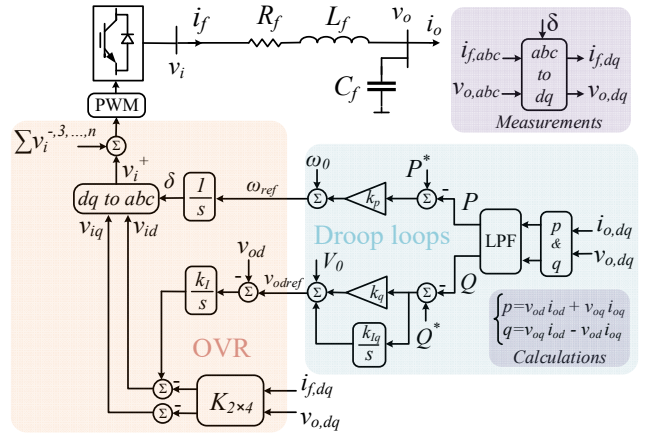 i_f R_f L_f v_o i_o
v_i
C_f
PWM
∑v_i^{-,3,...,n} Σ
v_i^+
δ
i_{f,abc} abc i_{f,dq}
to
v_{o,abc} dq v_{o,dq}
Measurements
dq to abc δ 1/s ω_{ref} Σ k_p Σ - P
ω_0 P^*
v_{iq} v_{id}
Droop loops
LPF p & q i_{o,dq}
v_{o,dq}
v_{od} V_0 Q
k_I/s - Σ v_{odref} Σ k_q Σ -
k_{Iq}/s Q^*
OVR
p=v_{od} i_{od} + v_{oq} i_{oq}
q=v_{oq} i_{od} - v_{od} i_{oq}
Calculations
Σ - K_{2×4} i_{f,dq}
Σ - v_{o,dq}